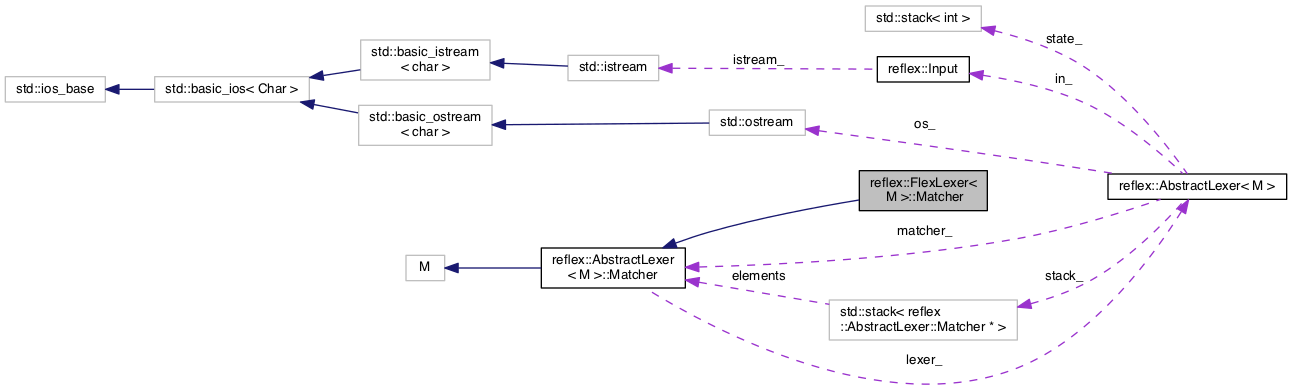 std::stack< int >
state_
std::basic_istream
< char >
std::istream
istream_
reflex::Input
in_
std::ios_base
std::basic_ios< Char >
std::basic_ostream
< char >
std::ostream
os_
reflex::FlexLexer<
M >::Matcher
reflex::AbstractLexer< M >
matcher_
M
reflex::AbstractLexer
< M >::Matcher
elements
stack_
std::stack< reflex
::AbstractLexer::Matcher * >
lexer_